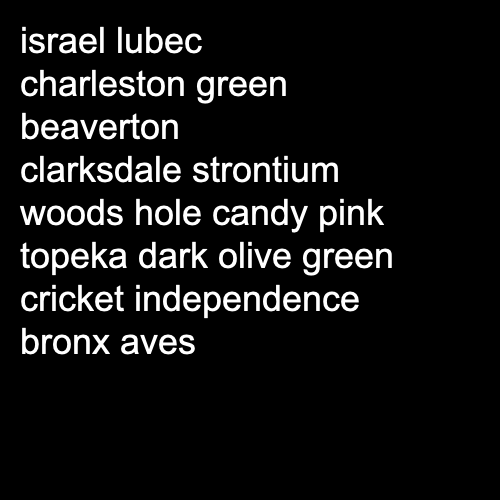 israel lubec
charleston green
beaverton
clarksdale strontium
woods hole candy pink
topeka dark olive green
cricket independence
bronx aves